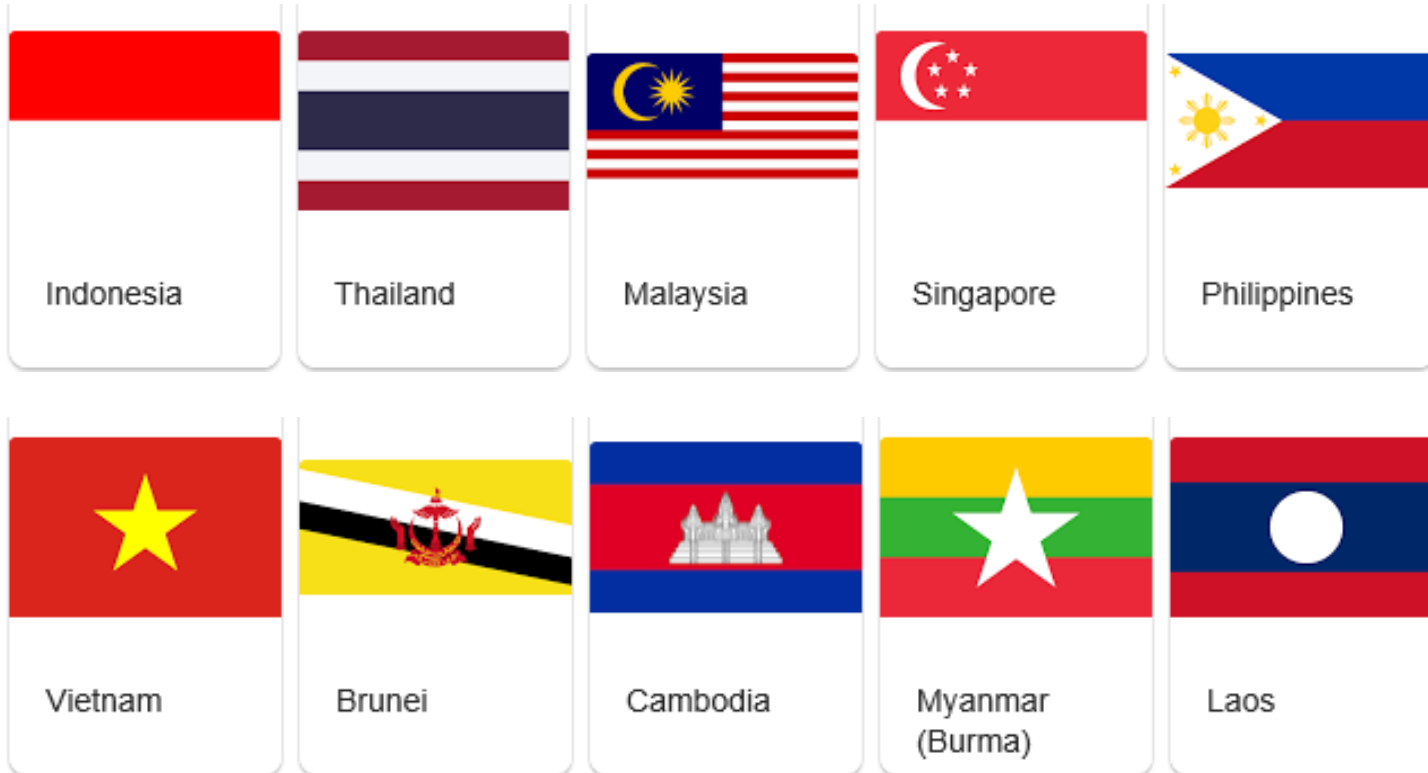 Indonesia
Thailand
Malaysia
Singapore
Philippines
Vietnam
Brunei
Cambodia
Myanmar
(Burma)
Laos